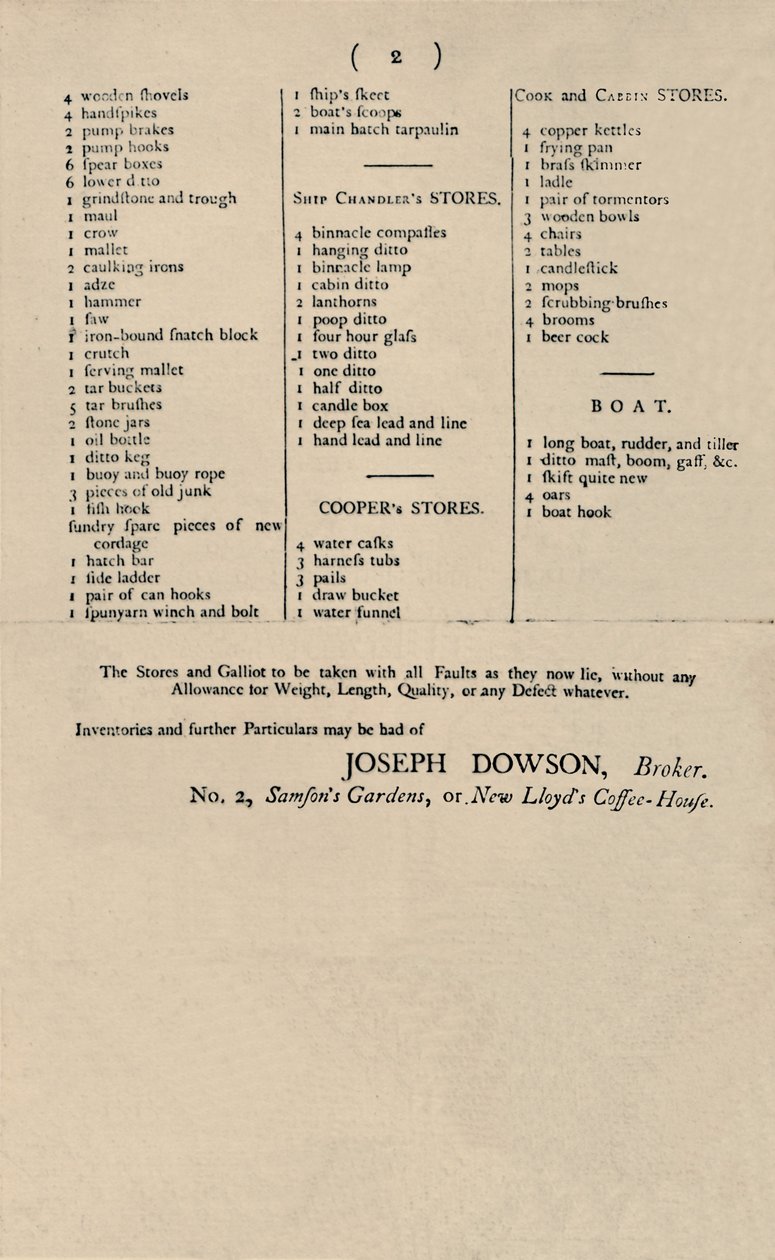 ( 2 )
4 wooden ſhovels
4 handſpikes
2 pump brakes
2 pump hooks
6 ſpear boxes
6 lower ditto
1 grindſtone and trough
1 maul
1 crow
1 mallet
2 caulking irons
1 adze
1 hammer
1 ſaw
1 iron-bound ſnatch block
1 crutch
1 ſerving mallet
2 tar buckets
5 tar bruſhes
2 ſtone jars
1 oil bottle
1 ditto keg
1 buoy and buoy rope
3 pieces of old junk
1 fiſh hook
ſundry ſpare pieces of new
cordage
1 hatch bar
1 ſide ladder
1 pair of can hooks
1 ſpunyarn winch and bolt
1 ſhip's ſkeet
2 boat's ſcoops
1 main hatch tarpaulin
SHIP CHANDLER's STORES.
4 binnacle compaſſes
1 hanging ditto
1 binnacle lamp
1 cabin ditto
2 lanthorns
1 poop ditto
1 four hour glaſs
1 two ditto
1 one ditto
1 half ditto
1 candle box
1 deep ſea lead and line
1 hand lead and line
COOPER's STORES.
4 water caſks
3 harneſs tubs
3 pails
1 draw bucket
1 water funnel
COOK and CABBIN STORES.
4 copper kettles
1 frying pan
1 braſs ſkimmer
1 ladle
1 pair of tormentors
3 wooden bowls
4 chairs
2 tables
1 candleſtick
2 mops
2 ſcrubbing bruſhes
4 brooms
1 beer cock
BOAT.
1 long boat, rudder, and tiller
1 ditto maſt, boom, gaff, &c.
1 ſkift quite new
4 oars
1 boat hook
The Stores and Galliot to be taken with all Faults as they now lie, without any
Allowance for Weight, Length, Quality, or any Defect whatever.
Inventories and further Particulars may be had of
JOSEPH DOWSON, Broker.
No. 2, Samſon's Gardens, or New Lloyd's Coffee-Houſe.